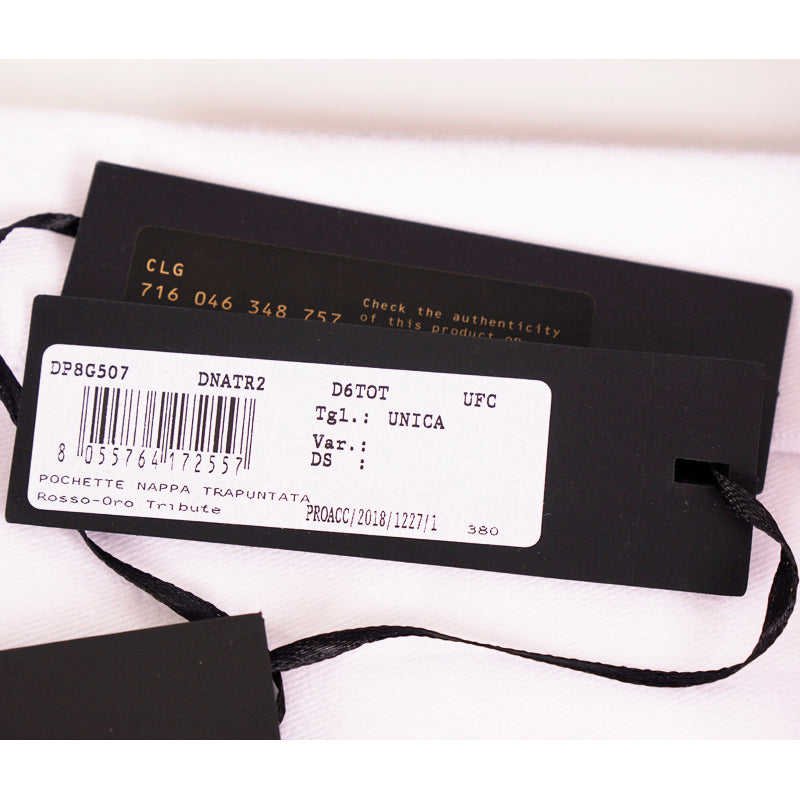 CLG
716 046 348 757
Check the authenticity
of this product on
DP8G507 DNATR2 D6TOT UFC
Tgl.: UNICA
Var.:
DS :
8 055764 172557
POCHETTE NAPPA TRAPUNTATA
Rosso-Oro Tribute
PROACC/2018/1227/1 380